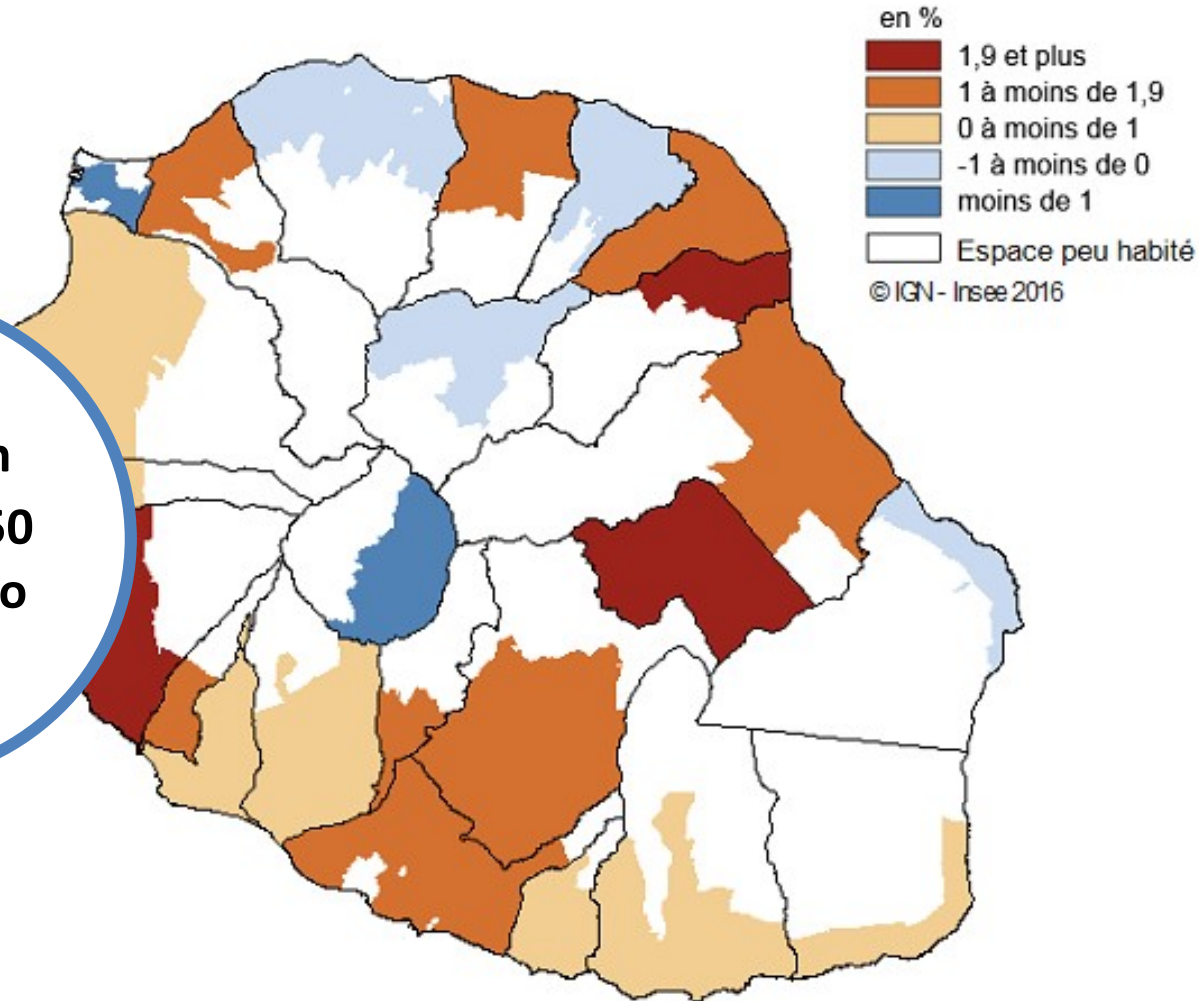 en %
1,9 et plus
1 à moins de 1,9
0 à moins de 1
-1 à moins de 0
moins de 1
Espace peu habité
© IGN - Insee 2016